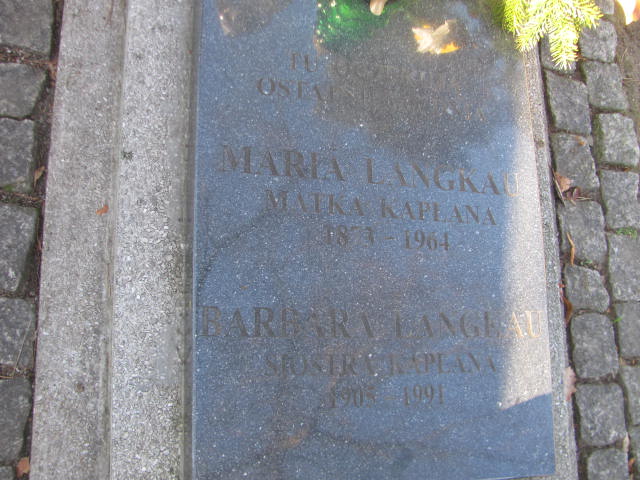 TU
MARIA LANGKAU
MATKA KAPŁANA
1873 - 1964
BARBARA LANGKAU
SIOSTRA KAPŁANA
- 1991